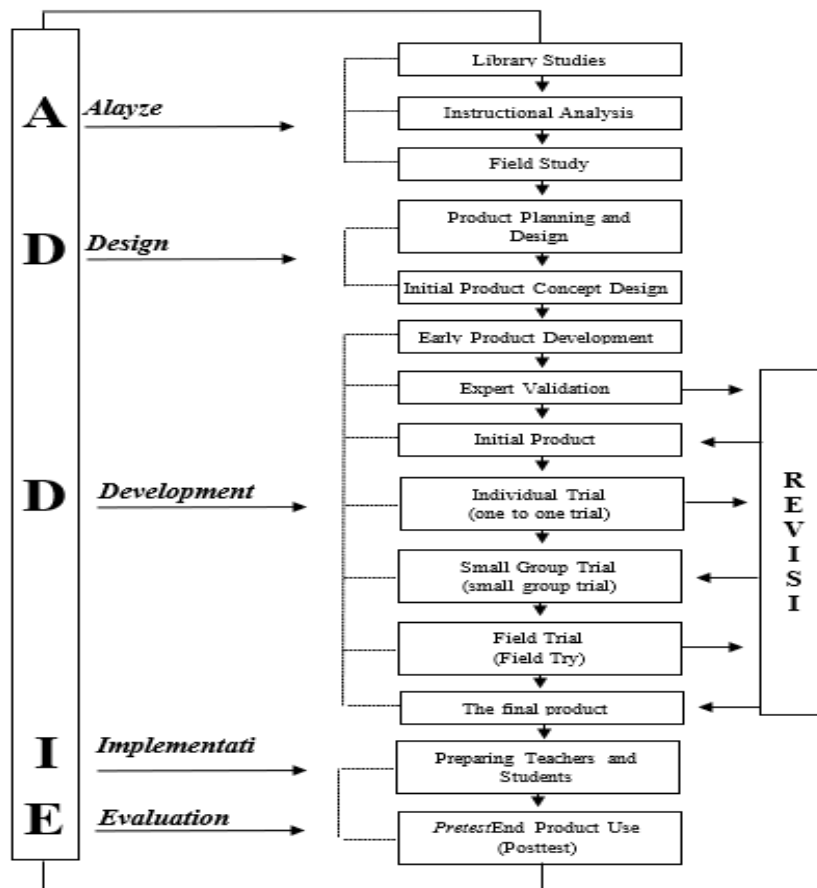 A
Alayze
Library Studies
Instructional Analysis
Field Study
D
Design
Product Planning and
Design
Initial Product Concept Design
D
Development
Early Product Development
Expert Validation
Initial Product
Individual Trial
(one to one trial)
Small Group Trial
(small group trial)
Field Trial
(Field Try)
The final product
REVISI
I
Implementati
Preparing Teachers and
Students
E
Evaluation
PretestEnd Product Use
(Posttest)